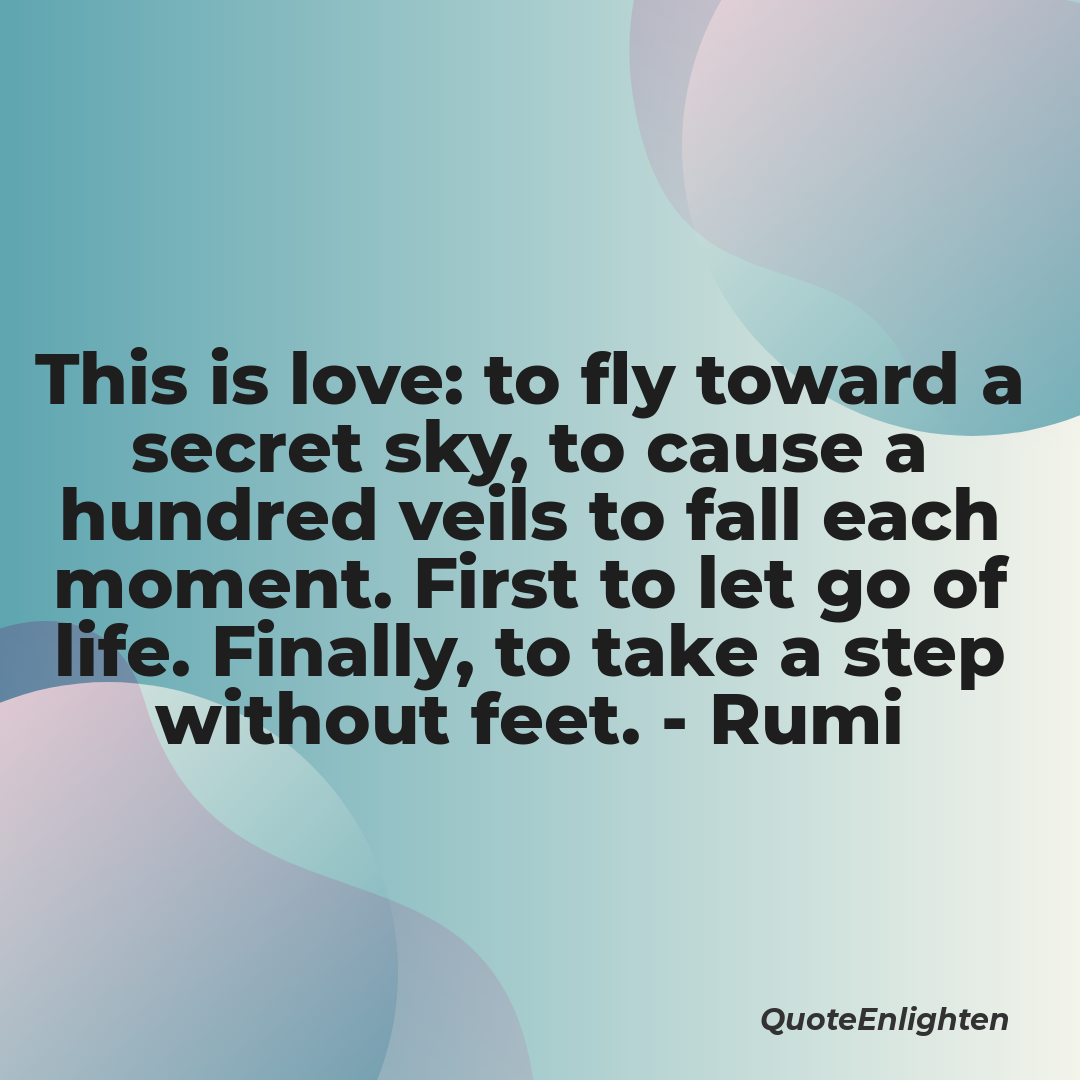 This is love: to fly toward a
secret sky, to cause a
hundred veils to fall each
moment. First to let go of
life. Finally, to take a step
without feet. - Rumi
QuoteEnlighten